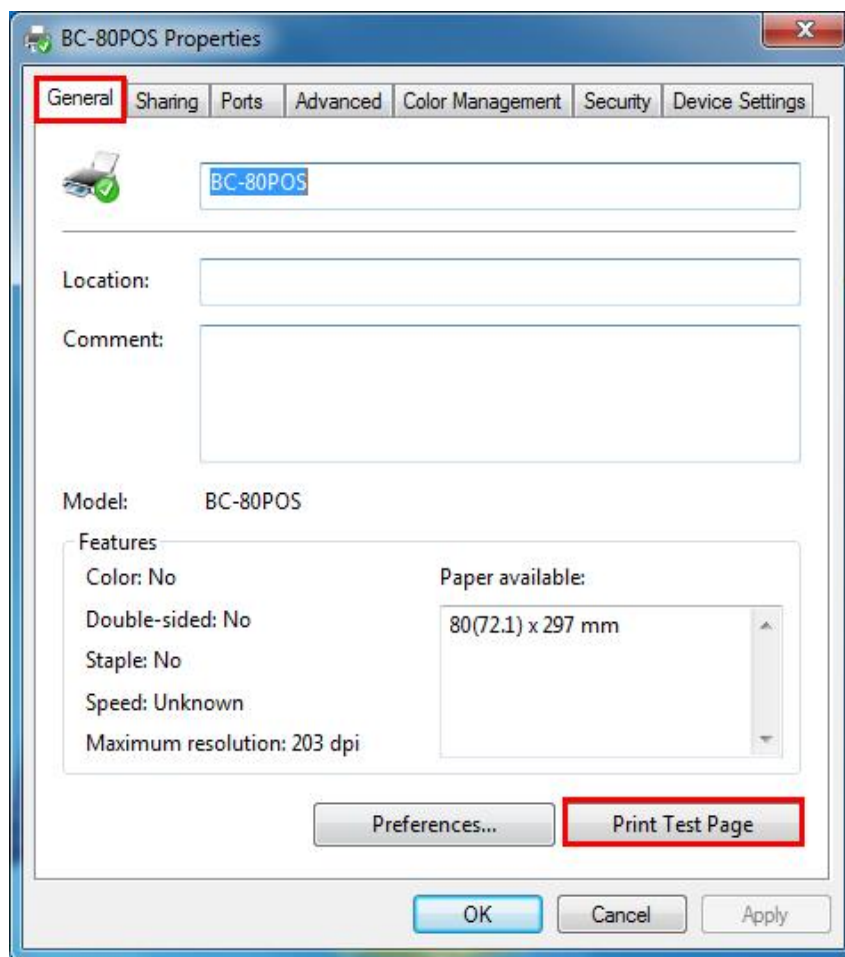 BC-80POS Properties
General Sharing Ports Advanced Color Management Security Device Settings
BC-80POS
Location:
Comment:
Model: BC-80POS
Features
Color: No
Double-sided: No
Staple: No
Speed: Unknown
Maximum resolution: 203 dpi
Paper available:
80(72.1) x 297 mm
Preferences... Print Test Page
OK Cancel Apply